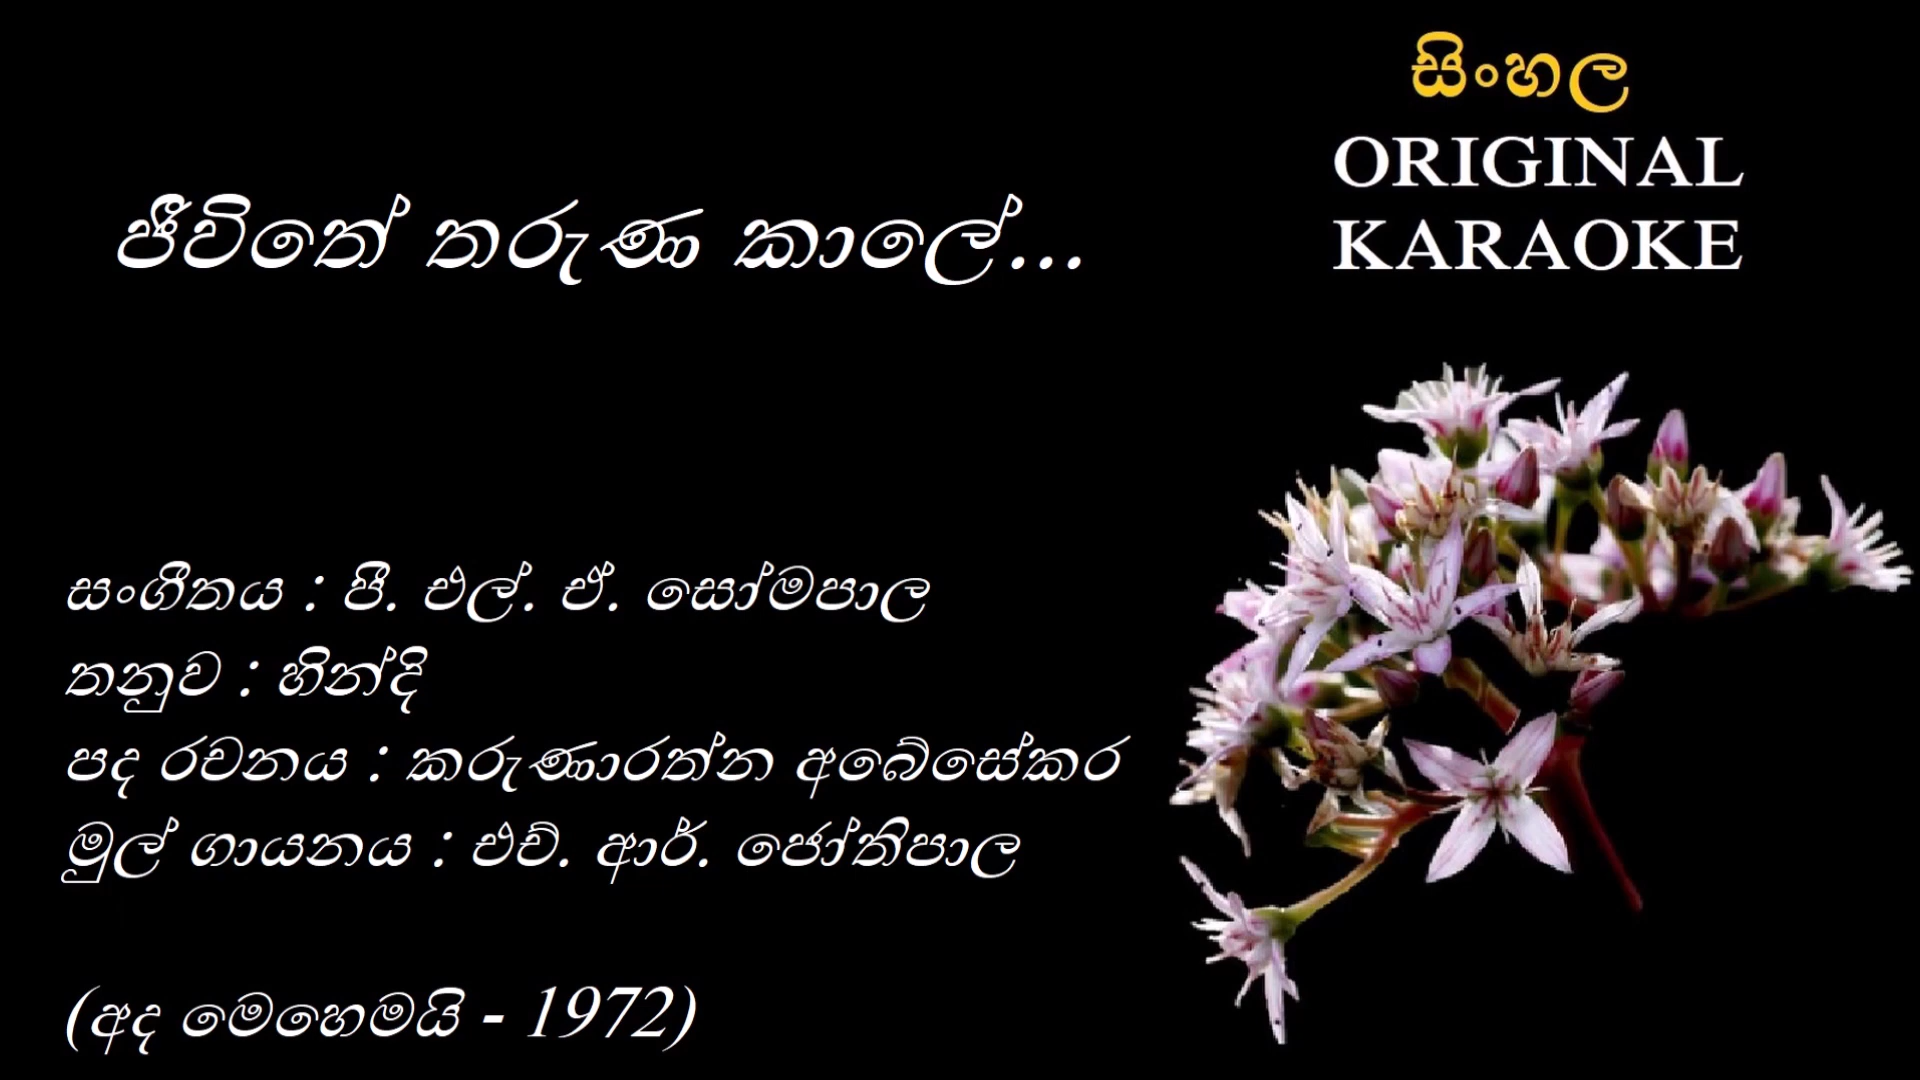 සිංහල
ORIGINAL
KARAOKE
ජීවිතේ තරුණ කාලේ...
සංගීතය : පී. එල්. ඒ. සෝමපාල
තනුව : හින්දි
පද රචනය : කරුණාරත්න අබේසේකර
මුල් ගායනය : එච්. ආර්. ජෝතිපාල
(අද මෙහෙමයි - 1972)